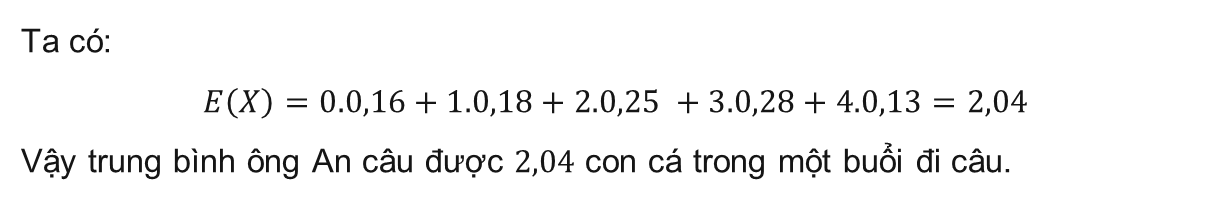 Ta có:
𝐸(𝑋) = 0.0,16 + 1.0,18 + 2.0,25 + 3.0,28 + 4.0,13 = 2,04
Vậy trung bình ông An câu được 2,04 con cá trong một buổi đi câu.